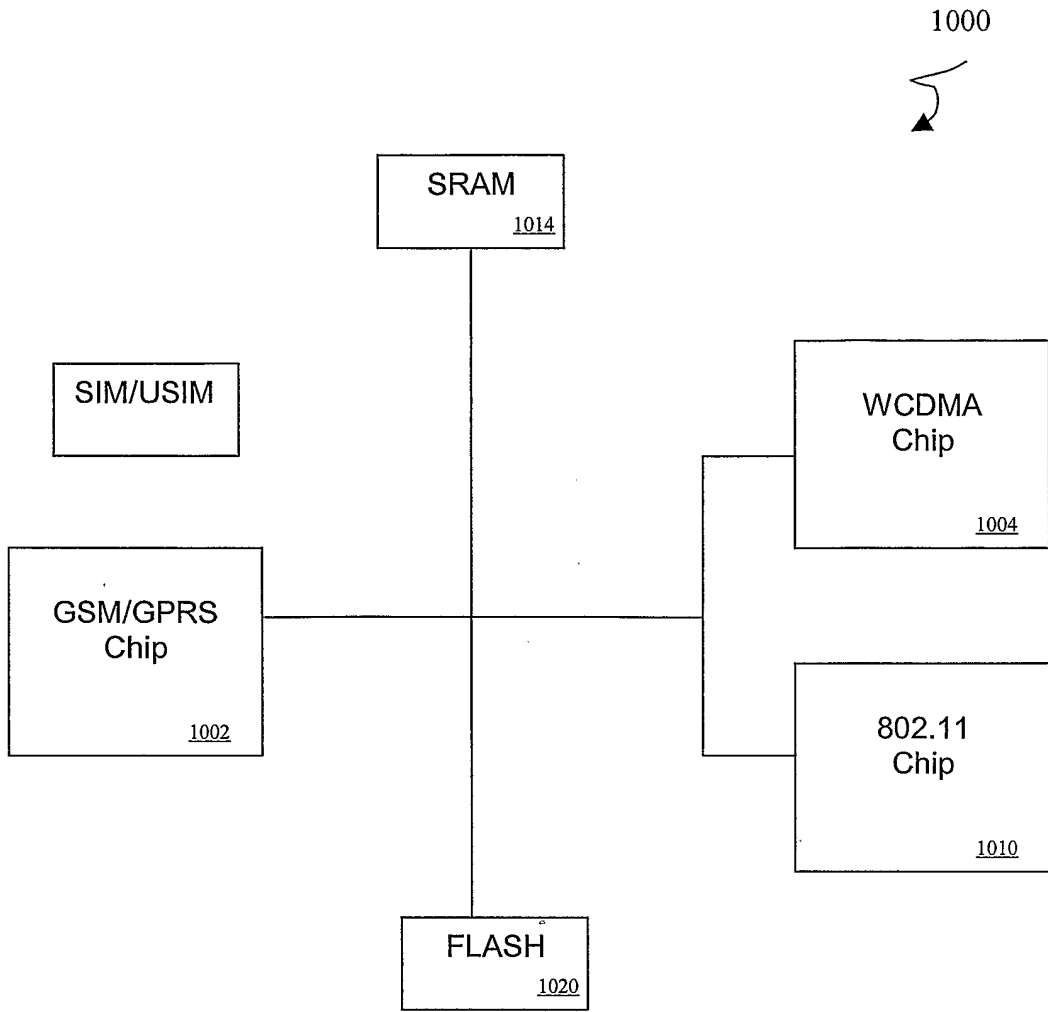 1000
SRAM
1014
SIM/USIM
WCDMA
Chip
1004
GSM/GPRS
Chip
1002
802.11
Chip
1010
FLASH
1020